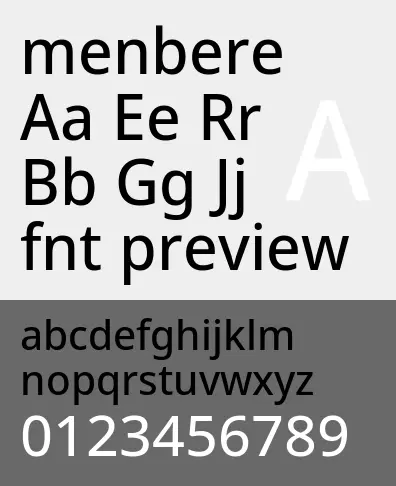 menbere
Aa Ee Rr
A
Bb Gg Jj
fnt preview
abcdefghijklm
nopqrstuvwxyz
0123456789